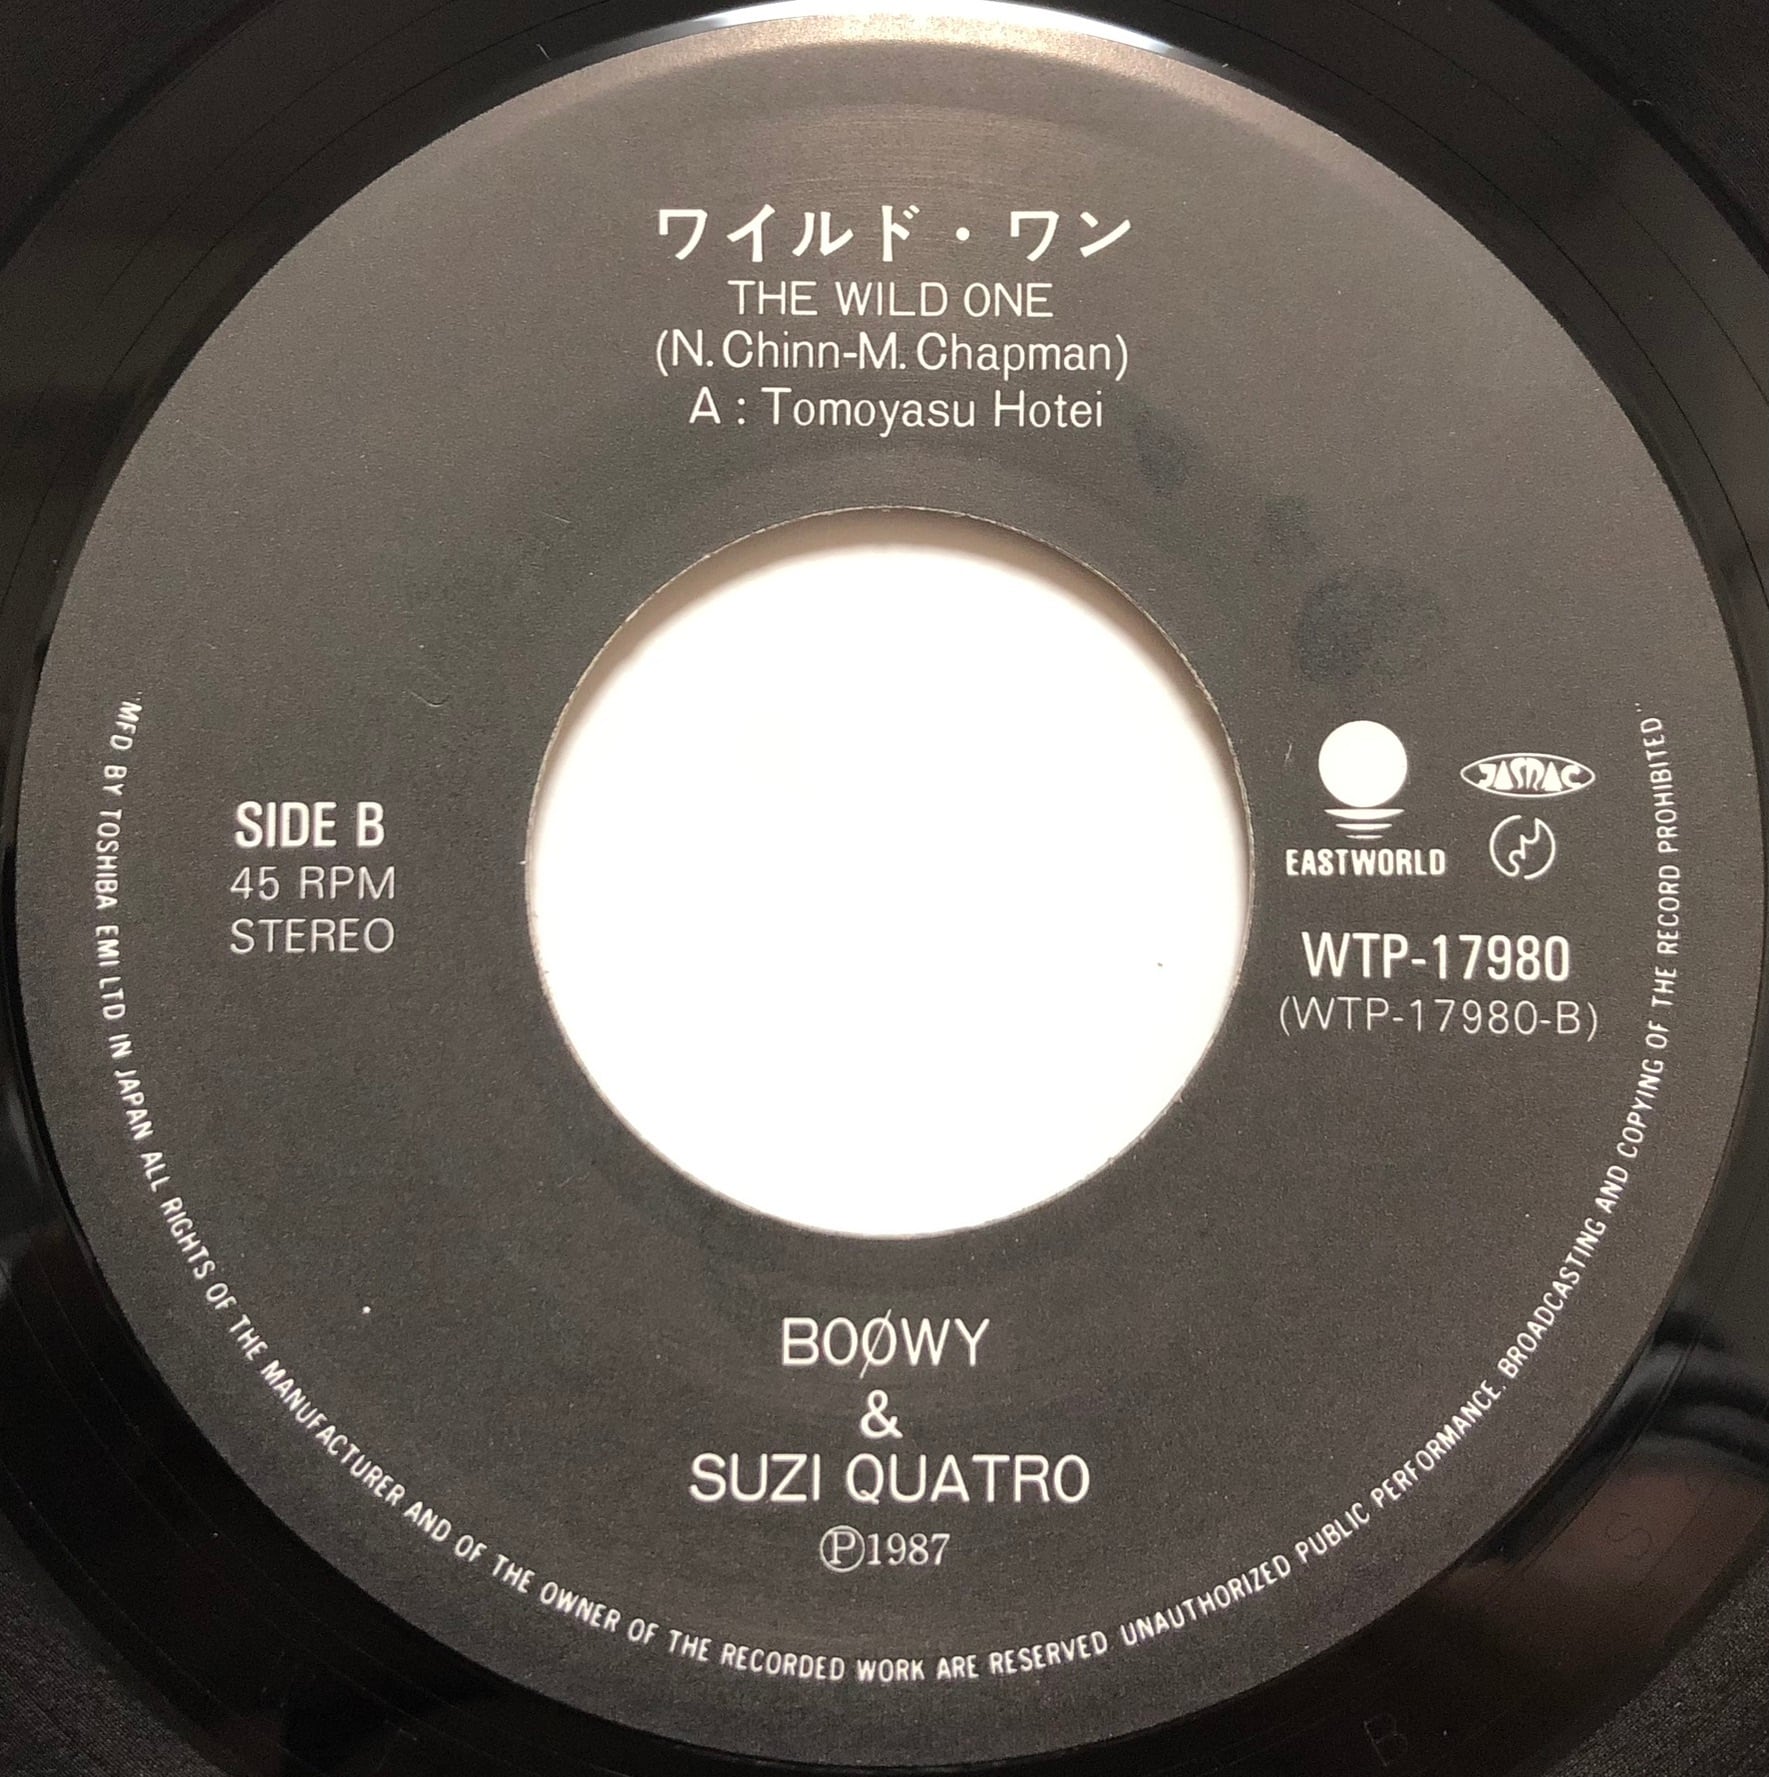 ワイルド・ワン
THE WILD ONE
(N. Chinn-M. Chapman)
A : Tomoyasu Hotei
SIDE B
45 RPM
STEREO
EASTWORLD
JASRAC
WTP-17980
(WTP-17980-B)
BOØWY
&
SUZI QUATRO
Ⓟ1987
"MFD BY TOSHIBA EMI LTD IN JAPAN ALL RIGHTS OF THE MANUFACTURER AND OF THE OWNER OF THE RECORDED WORK ARE RESERVED UNAUTHORIZED PUBLIC PERFORMANCE. BROADCASTING AND COPYING OF THE RECORD PROHIBITED"